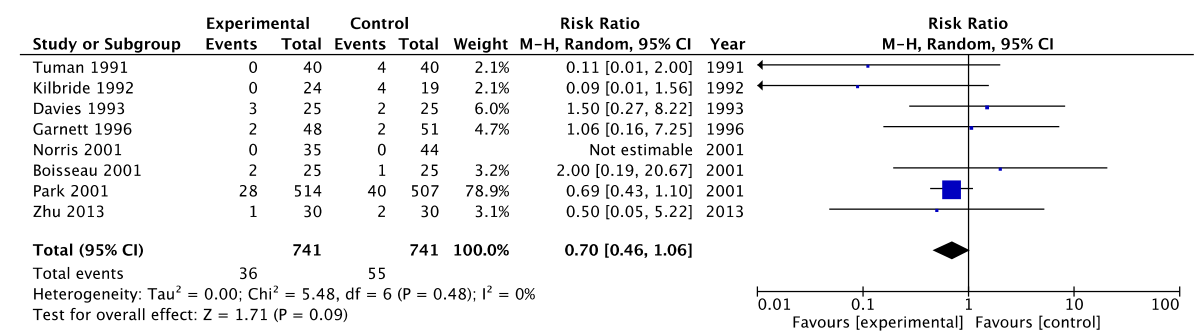 Experimental Control Risk Ratio Risk Ratio
Study or Subgroup Events Total Events Total Weight M-H, Random, 95% CI Year M-H, Random, 95% CI
Tuman 1991 0 40 4 40 2.1% 0.11 [0.01, 2.00] 1991
Kilbride 1992 0 24 4 19 2.1% 0.09 [0.01, 1.56] 1992
Davies 1993 3 25 2 25 6.0% 1.50 [0.27, 8.22] 1993
Garnett 1996 2 48 2 51 4.7% 1.06 [0.16, 7.25] 1996
Norris 2001 0 35 0 44 Not estimable 2001
Boisseau 2001 2 25 1 25 3.2% 2.00 [0.19, 20.67] 2001
Park 2001 28 514 40 507 78.9% 0.69 [0.43, 1.10] 2001
Zhu 2013 1 30 2 30 3.1% 0.50 [0.05, 5.22] 2013
Total (95% CI) 741 741 100.0% 0.70 [0.46, 1.06]
Total events 36 55
Heterogeneity: Tau² = 0.00; Chi² = 5.48, df = 6 (P = 0.48); I² = 0%
Test for overall effect: Z = 1.71 (P = 0.09)
0.01 0.1 1 10 100
Favours [experimental] Favours [control]